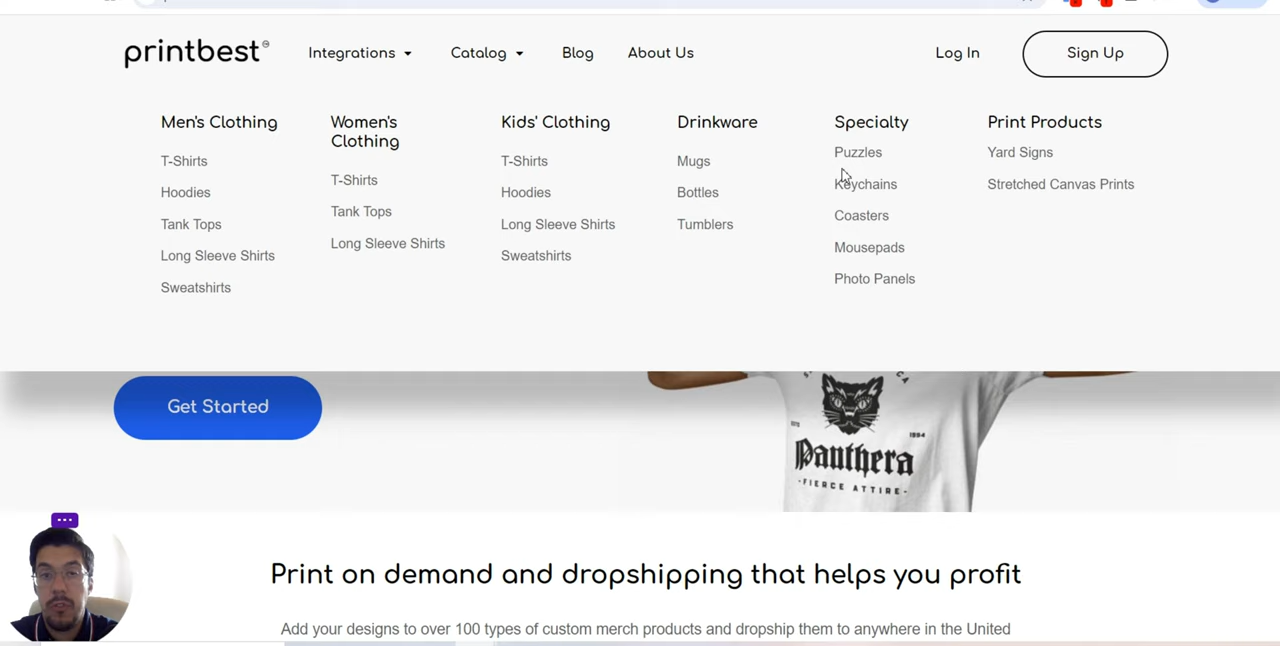 printbest
Integrations
Catalog
Blog
About Us
Log In
Sign Up
Men's Clothing
T-Shirts
Hoodies
Tank Tops
Long Sleeve Shirts
Sweatshirts
Women's
Clothing
T-Shirts
Tank Tops
Long Sleeve Shirts
Kids' Clothing
T-Shirts
Hoodies
Long Sleeve Shirts
Sweatshirts
Drinkware
Mugs
Bottles
Tumblers
Specialty
Puzzles
Keychains
Coasters
Mousepads
Photo Panels
Print Products
Yard Signs
Stretched Canvas Prints
Get Started
ESTD
1994
Panthera
-FIERCE ATTIRE-
Print on demand and dropshipping that helps you profit
Add your designs to over 100 types of custom merch products and dropship them to anywhere in the United